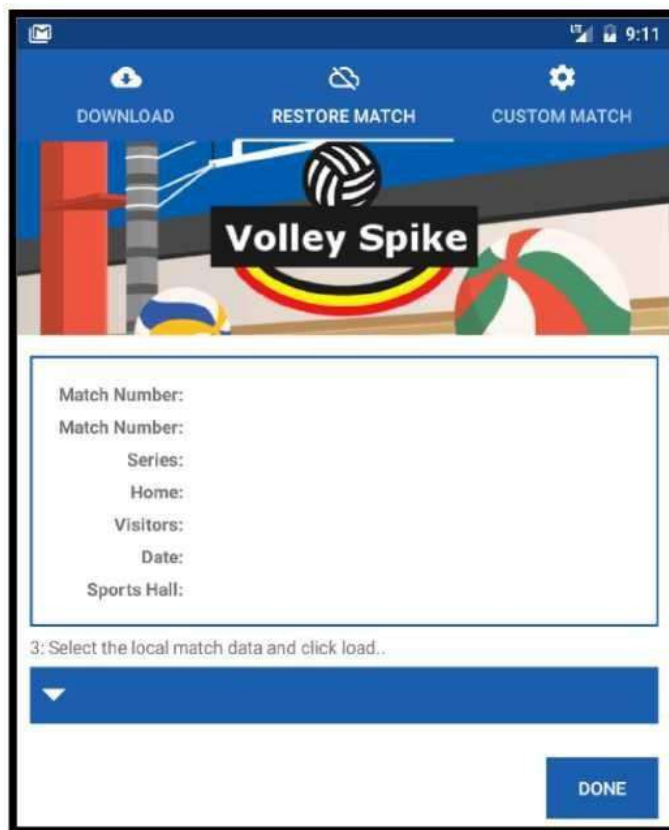 LTE 9:11
DOWNLOAD RESTORE MATCH CUSTOM MATCH
Volley Spike
Match Number:
Match Number:
Series:
Home:
Visitors:
Date:
Sports Hall:
3: Select the local match data and click load..
DONE